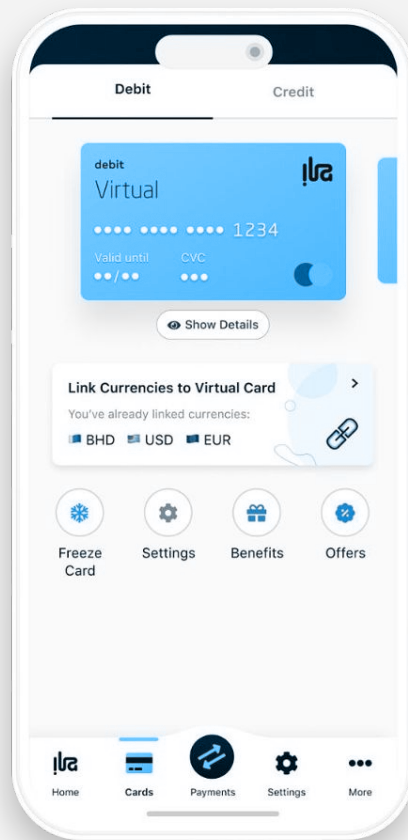 Debit
Credit
debit
ila
Virtual
•••• •••• •••• 1234
Valid until
CVC
••/••
•••
Show Details
Link Currencies to Virtual Card
You've already linked currencies:
BHD USD EUR
Freeze
Card
Settings
Benefits
Offers
ila
Home
Cards
Payments
Settings
More